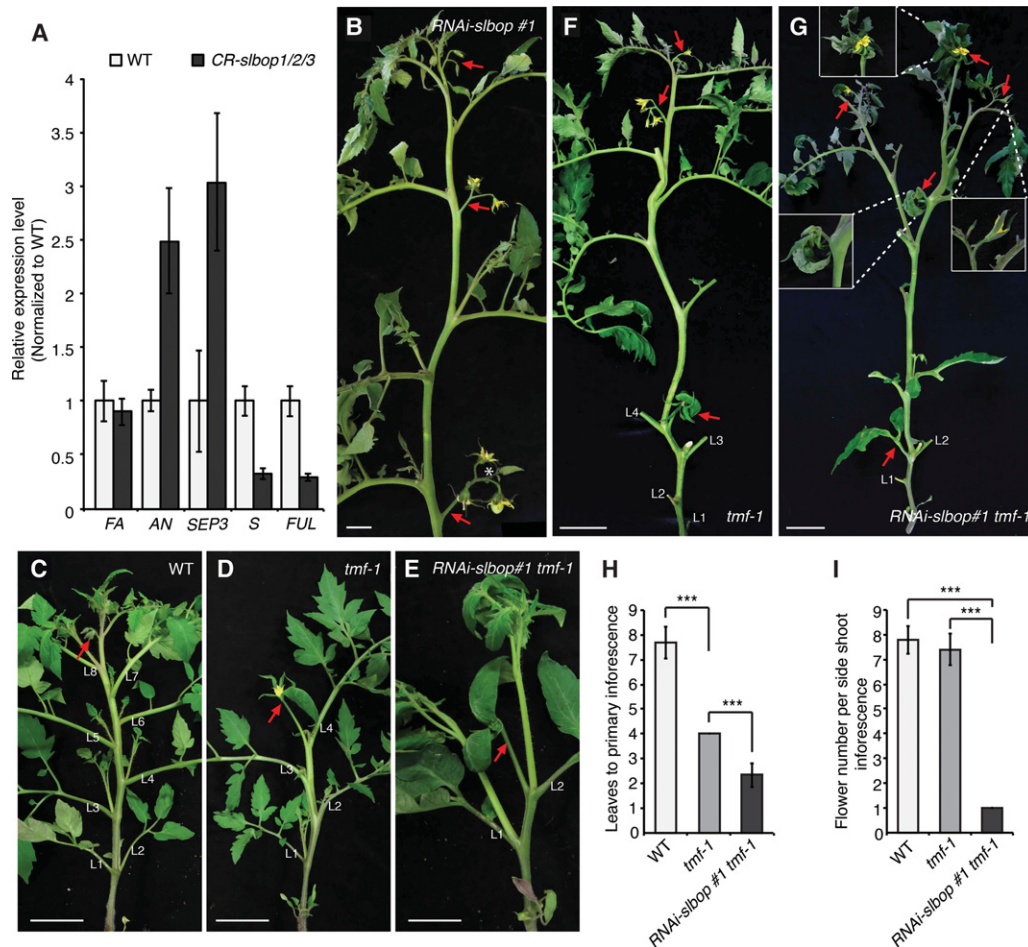 A
WT
CR-slbop1/2/3
Relative expression level
(Normalized to WT)
4
3.5
3
2.5
2
1.5
1
0.5
0
FA
AN
SEP3
S
FUL
B
RNAi-slbop #1
*
F
L4
L3
L2
L1
tmf-1
G
L2
L1
RNAi-slbop#1 tmf-1
C
WT
L8
L7
L6
L5
L4
L3
L2
L1
D
tmf-1
L4
L3
L2
L1
E
RNAi-slbop#1 tmf-1
L2
L1
H
Leaves to primary inforescence
9
8
7
6
5
4
3
2
1
0
***
***
WT
tmf-1
RNAi-slbop #1 tmf-1
I
Flower number per side shoot
inforescence
9
8
7
6
5
4
3
2
1
0
***
***
WT
tmf-1
RNAi-slbop #1 tmf-1